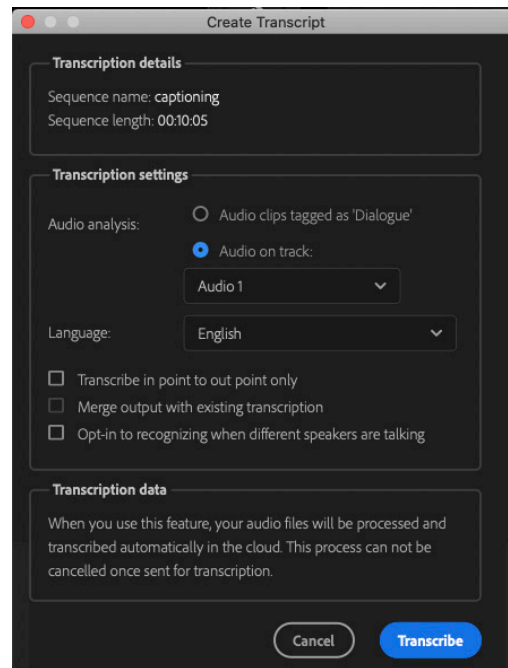 Create Transcript
Transcription details
Sequence name: captioning
Sequence length: 00:10:05
Transcription settings
Audio analysis:
Audio clips tagged as 'Dialogue'
Audio on track:
Audio 1
Language:
English
Transcribe in point to out point only
Merge output with existing transcription
Opt-in to recognizing when different speakers are talking
Transcription data
When you use this feature, your audio files will be processed and
transcribed automatically in the cloud. This process can not be
cancelled once sent for transcription.
Cancel
Transcribe